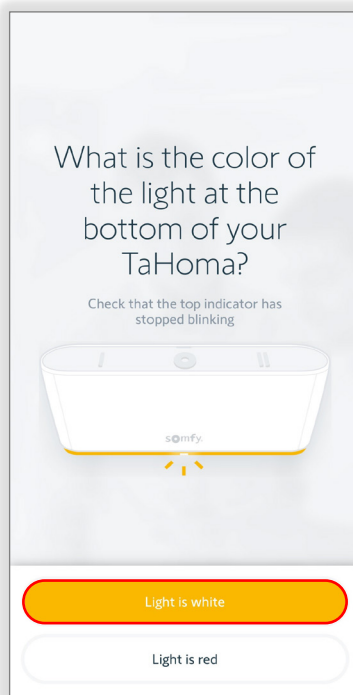 What is the color of
the light at the
bottom of your
TaHoma?
Check that the top indicator has
stopped blinking
somfy.
Light is white
Light is red